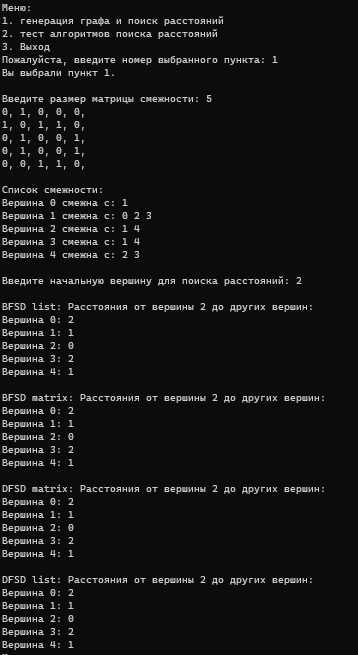 Меню:
1. генерация графа и поиск расстояний
2. тест алгоритмов поиска расстояний
3. Выход
Пожалуйста, введите номер выбранного пункта: 1
Вы выбрали пункт 1.
Введите размер матрицы смежности: 5
0, 1, 0, 0, 0,
1, 0, 1, 1, 0,
0, 1, 0, 0, 1,
0, 1, 0, 0, 1,
0, 0, 1, 1, 0,
Список смежности:
Вершина 0 смежна с: 1
Вершина 1 смежна с: 0 2 3
Вершина 2 смежна с: 1 4
Вершина 3 смежна с: 1 4
Вершина 4 смежна с: 2 3
Введите начальную вершину для поиска расстояний: 2
BFSD list: Расстояния от вершины 2 до других вершин:
Вершина 0: 2
Вершина 1: 1
Вершина 2: 0
Вершина 3: 2
Вершина 4: 1
BFSD matrix: Расстояния от вершины 2 до других вершин:
Вершина 0: 2
Вершина 1: 1
Вершина 2: 0
Вершина 3: 2
Вершина 4: 1
DFSD matrix: Расстояния от вершины 2 до других вершин:
Вершина 0: 2
Вершина 1: 1
Вершина 2: 0
Вершина 3: 2
Вершина 4: 1
DFSD list: Расстояния от вершины 2 до других вершин:
Вершина 0: 2
Вершина 1: 1
Вершина 2: 0
Вершина 3: 2
Вершина 4: 1